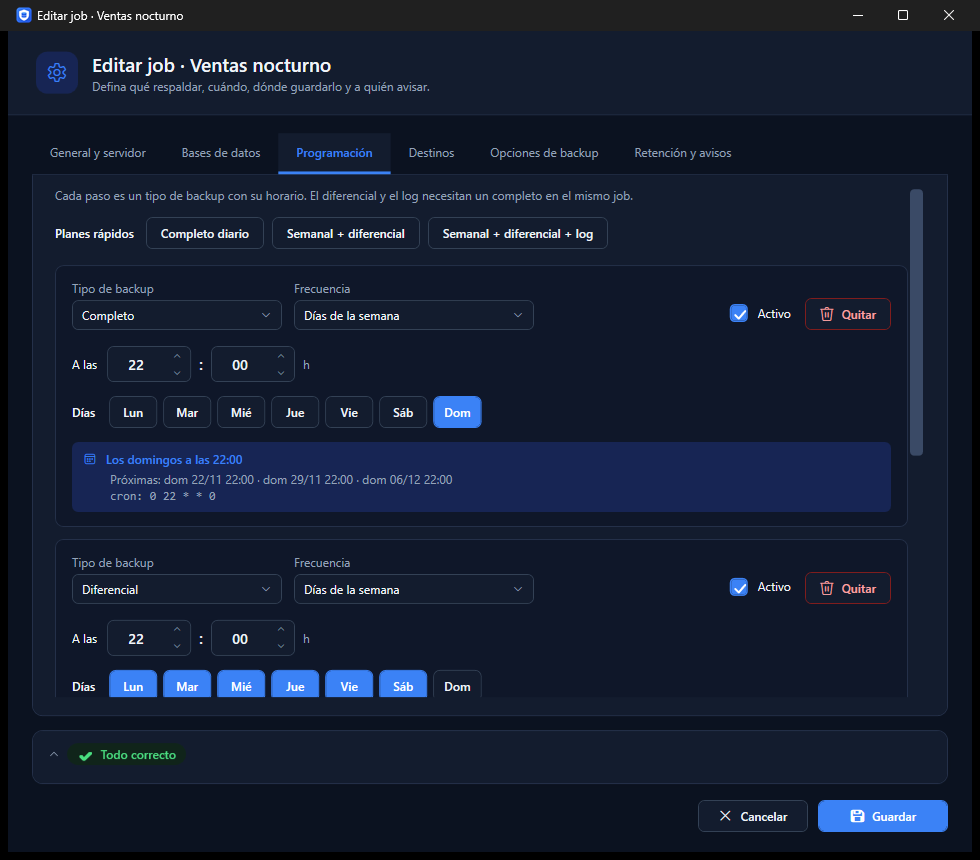 Editar job · Ventas nocturno
Editar job · Ventas nocturno
Defina qué respaldar, cuándo, dónde guardarlo y a quién avisar.
General y servidor Bases de datos Programación Destinos Opciones de backup Retención y avisos
Cada paso es un tipo de backup con su horario. El diferencial y el log necesitan un completo en el mismo job.
Planes rápidos Completo diario Semanal + diferencial Semanal + diferencial + log
Tipo de backup Frecuencia
Completo Días de la semana Activo Quitar
A las 22 : 00 h
Días Lun Mar Mié Jue Vie Sáb Dom
Los domingos a las 22:00
Próximas: dom 22/11 22:00 · dom 29/11 22:00 · dom 06/12 22:00
cron: 0 22 * * 0
Tipo de backup Frecuencia
Diferencial Días de la semana Activo Quitar
A las 22 : 00 h
Días Lun Mar Mié Jue Vie Sáb Dom
Todo correcto
Cancelar Guardar